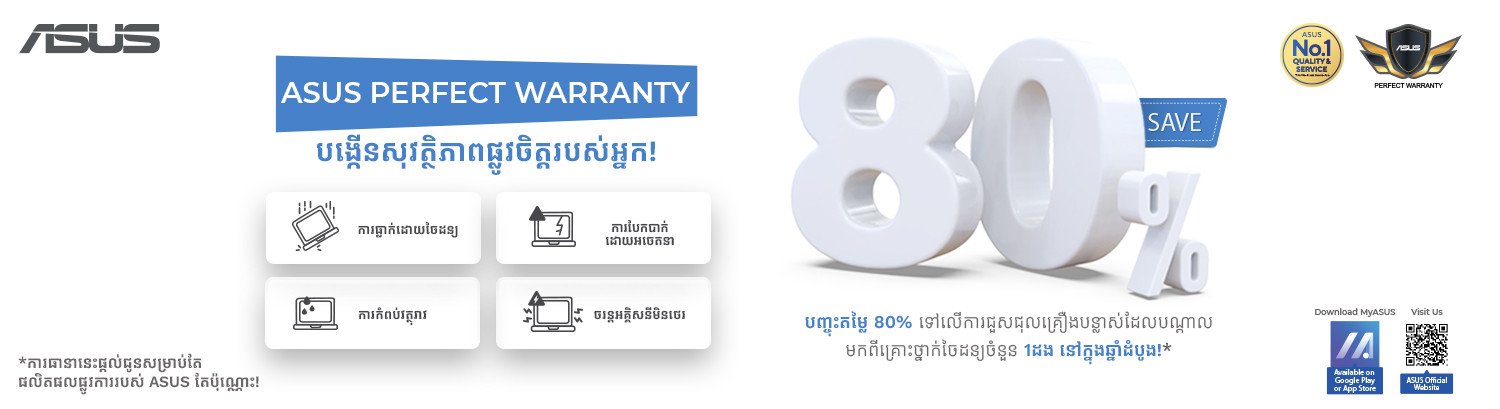 ASUS
ASUS PERFECT WARRANTY
បង្កើនសុវត្ថិភាពផ្លូវចិត្តរបស់អ្នក!
ការធ្លាក់ដោយចៃដន្យ
ការបែកបាក់
ដោយអចេតនា
ការកំពប់វត្ថុរាវ
ចរន្តអគ្គិសនីមិនថេរ
*ការធានានេះផ្តល់ជូនសម្រាប់តែ
ផលិតផលផ្លូវការរបស់ ASUS តែប៉ុណ្ណោះ!
80%
SAVE
បញ្ចុះតម្លៃ 80% ទៅលើការជួសជុលគ្រឿងបន្លាស់ដែលបណ្តាល
មកពីគ្រោះថ្នាក់ចៃដន្យចំនួន 1ដង នៅក្នុងឆ្នាំដំបូង!*
ASUS
No.1
QUALITY &
SERVICE
ASUS
PERFECT WARRANTY
Download MyASUS
Available on
Google Play
or App Store
Visit Us
ASUS Official
Website